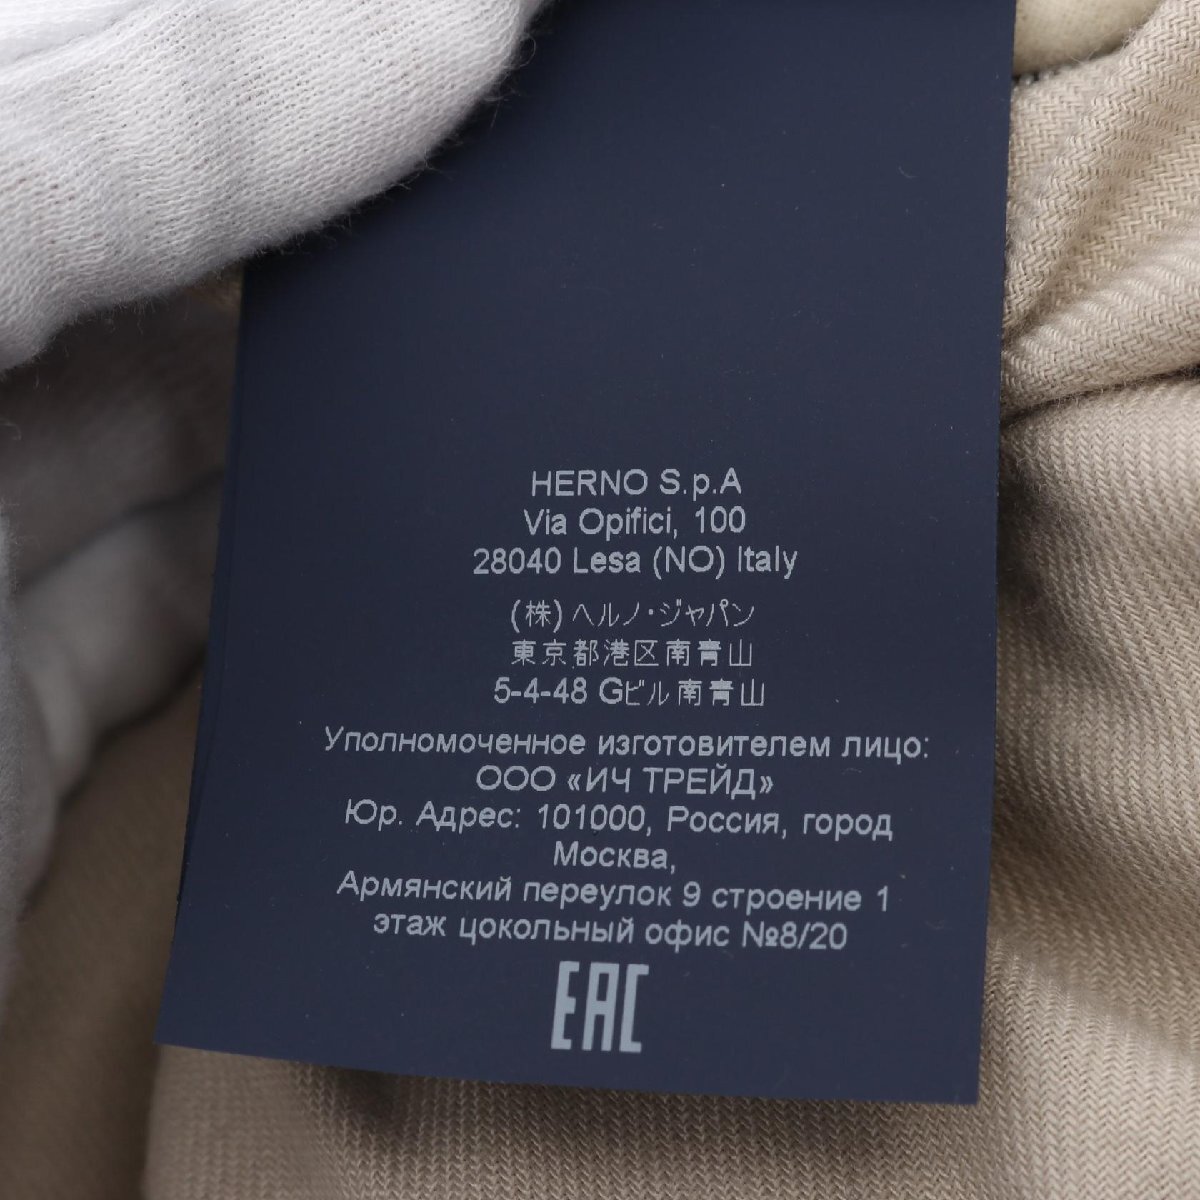 HERNO S.p.A
Via Opifici, 100
28040 Lesa (NO) Italy
(株)ヘルノ・ジャパン
東京都港区南青山
5-4-48 Gビル南青山
Уполномоченное изготовителем лицо:
ООО «ИЧ ТРЕЙД»
Юр. Адрес: 101000, Россия, город
Москва,
Армянский переулок 9 строение 1
этаж цокольный офис №8/20
EAC